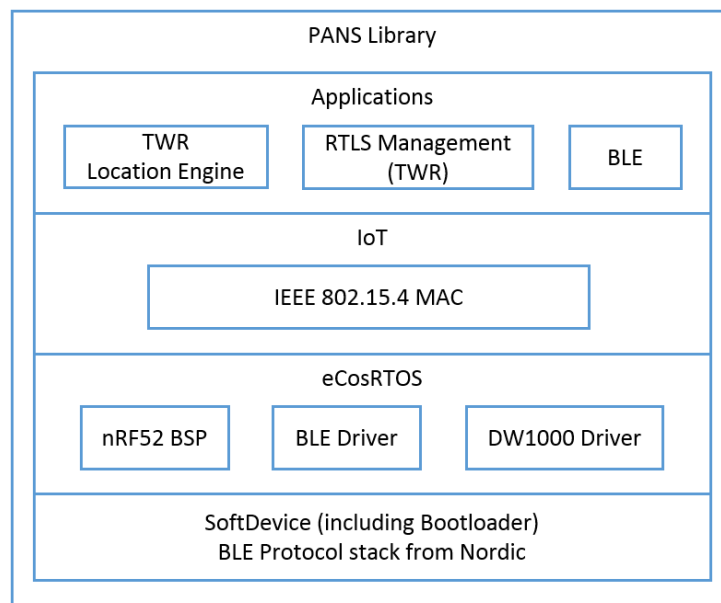 PANS Library
Applications
TWR
Location Engine
RTLS Management
(TWR)
BLE
IoT
IEEE 802.15.4 MAC
eCosRTOS
nRF52 BSP
BLE Driver
DW1000 Driver
SoftDevice (including Bootloader)
BLE Protocol stack from Nordic